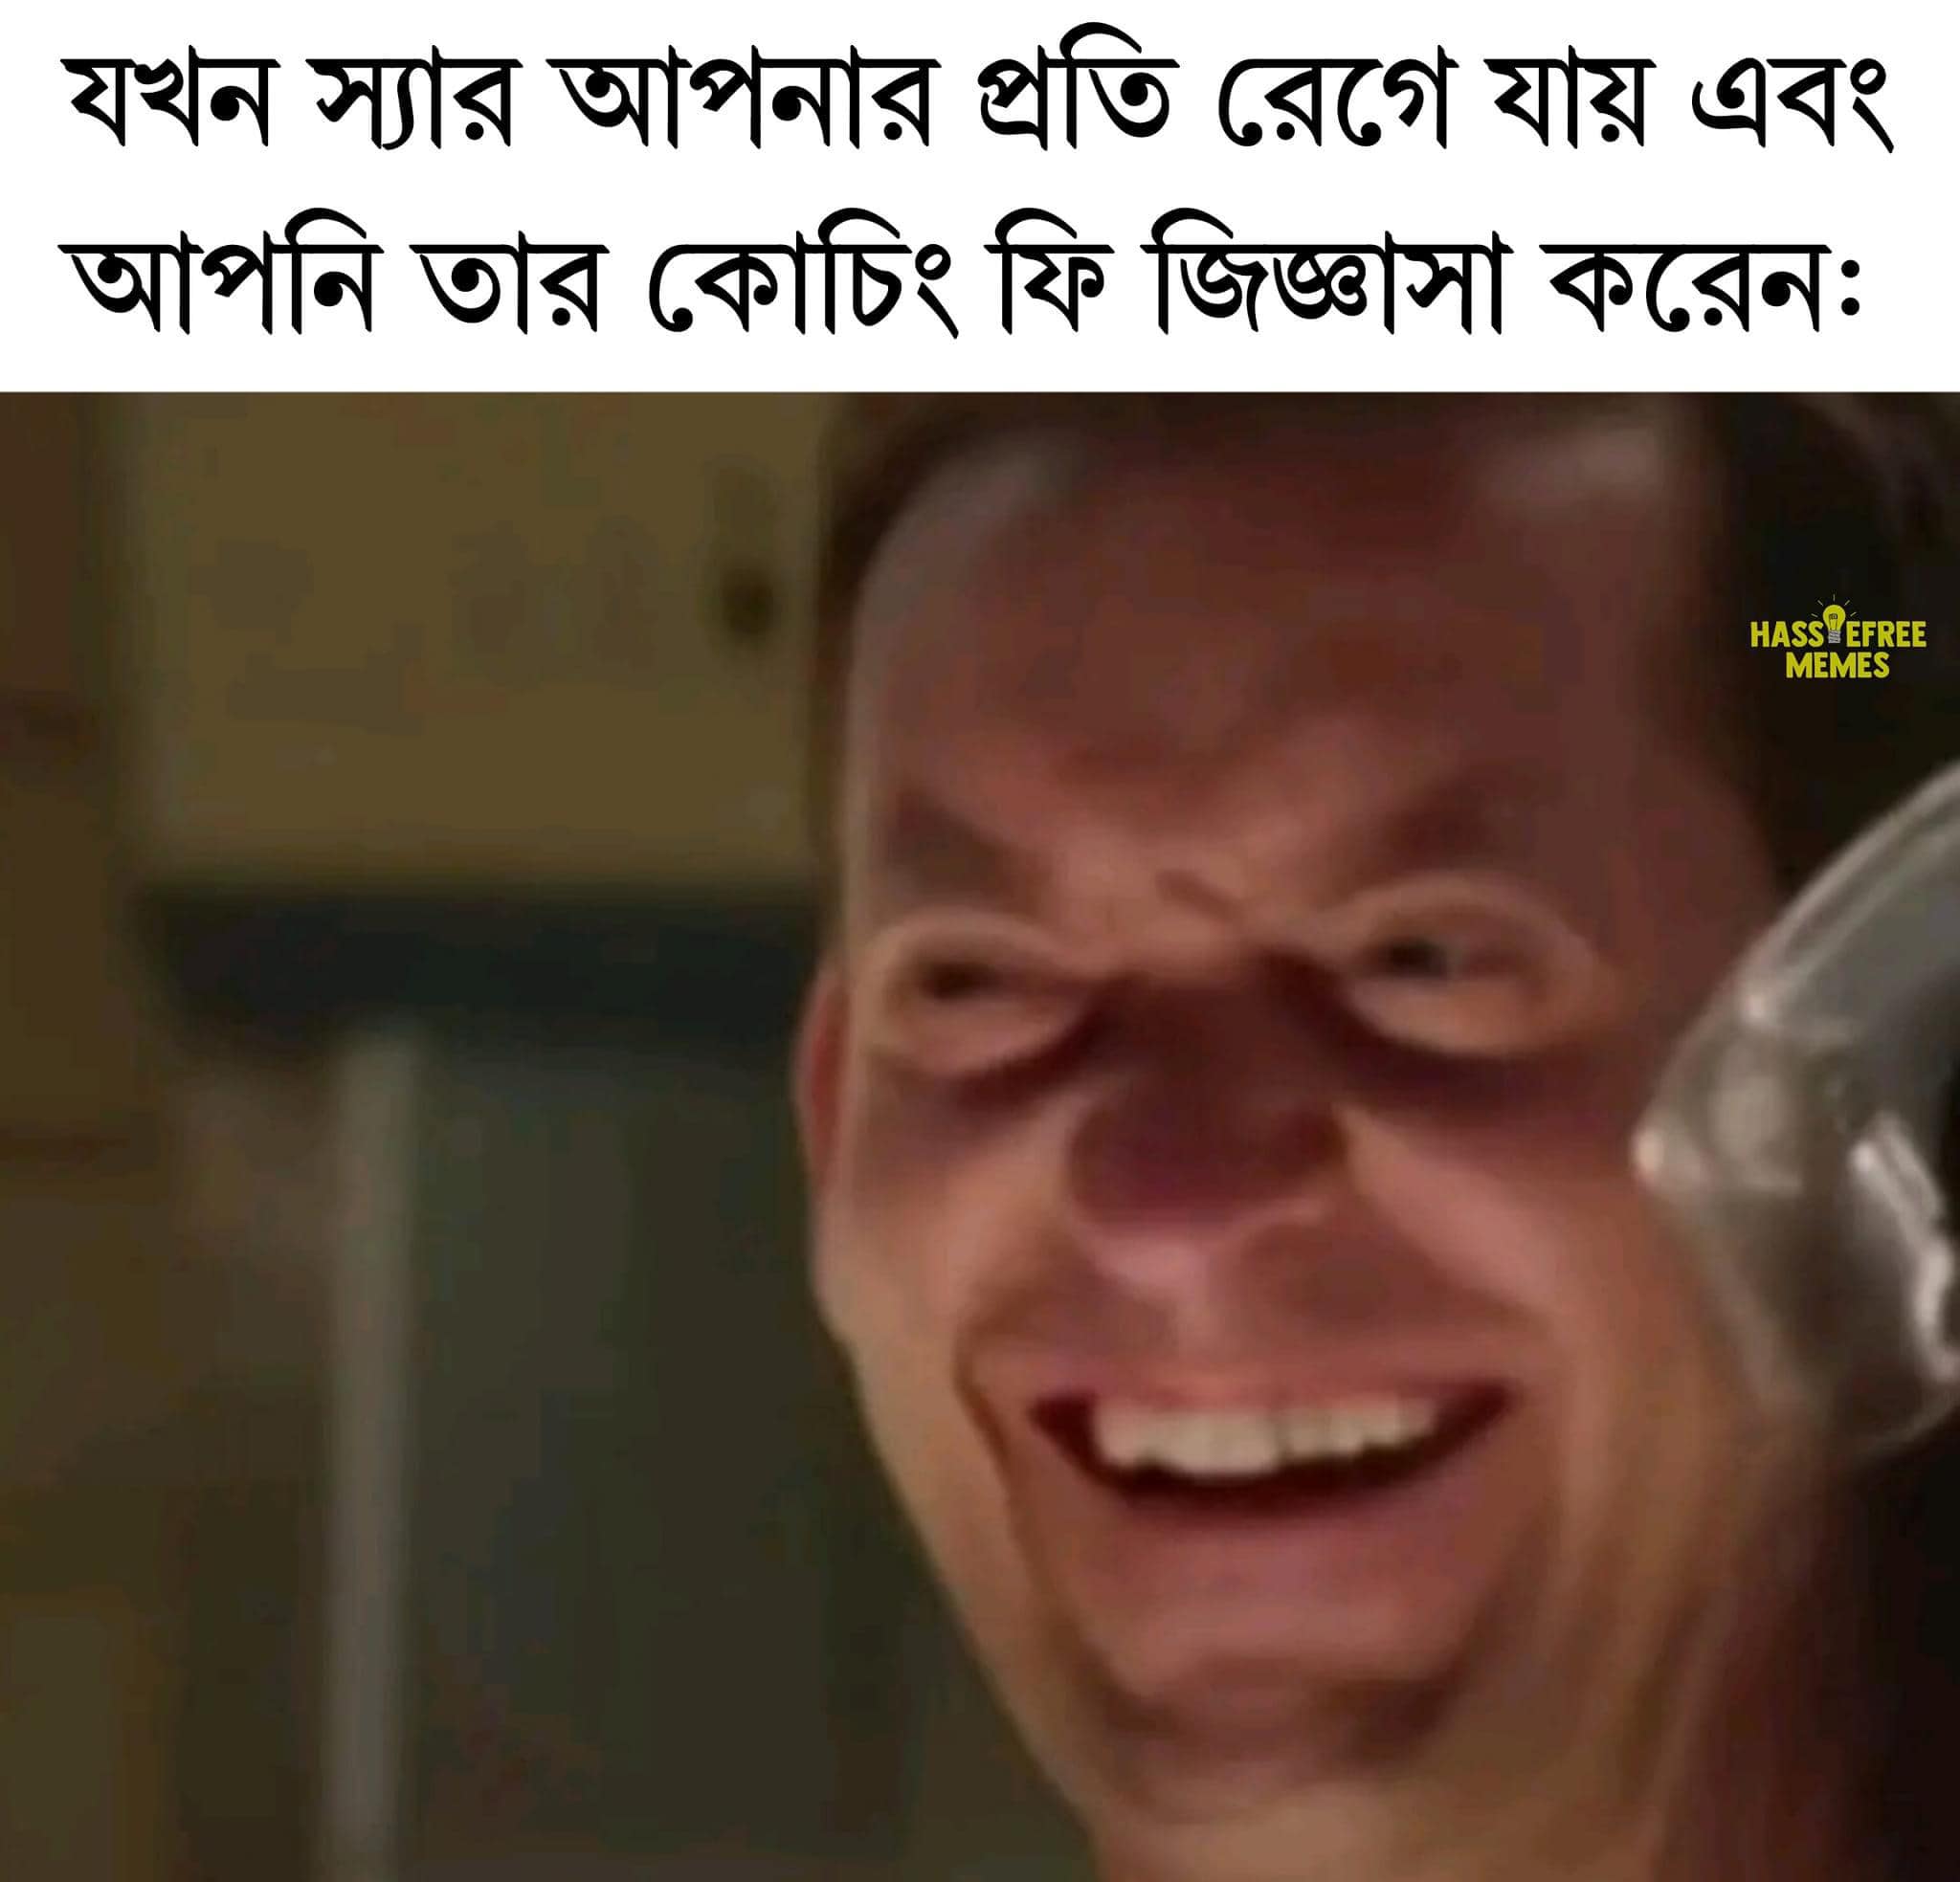 যখন স্যার আপনার প্রতি রেগে যায় এবং
আপনি তার কোচিং ফি জিজ্ঞাসা করেন:
HASSLEFREE
MEMES